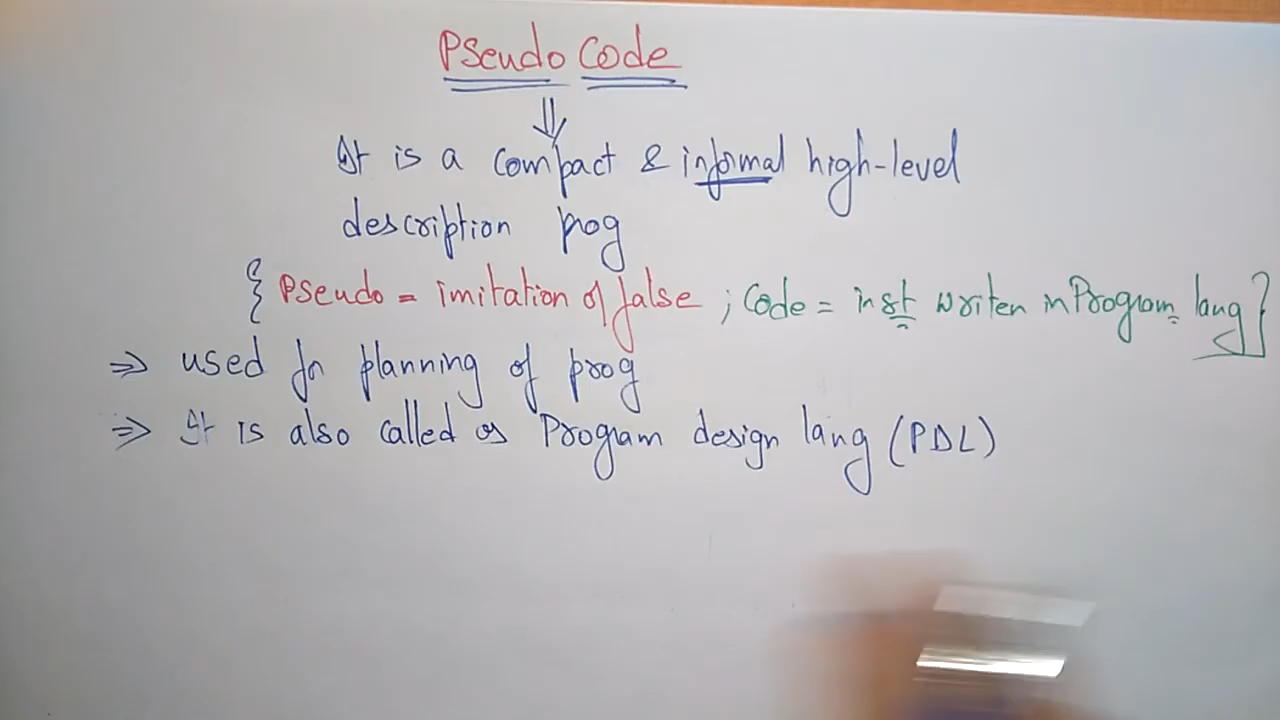 Pseudo Code
⇓
It is a compact & informal high-level
description prog
{ Pseudo = imitation of false ; Code = inst writen in Program lang}
⇒ used for planning of prog
⇒ It is also called as Program design lang (PDL)